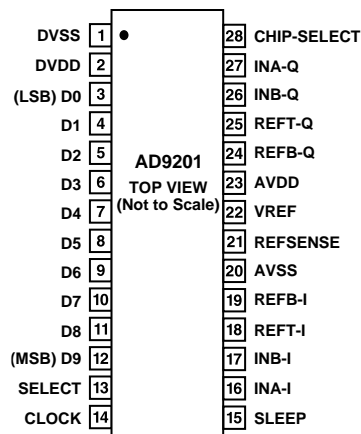 DVSS 1 28 CHIP-SELECT
DVDD 2 27 INA-Q
(LSB) D0 3 26 INB-Q
D1 4 25 REFT-Q
D2 5 24 REFB-Q
AD9201
D3 6 23 AVDD
TOP VIEW
(Not to Scale)
D4 7 22 VREF
D5 8 21 REFSENSE
D6 9 20 AVSS
D7 10 19 REFB-I
D8 11 18 REFT-I
(MSB) D9 12 17 INB-I
SELECT 13 16 INA-I
CLOCK 14 15 SLEEP